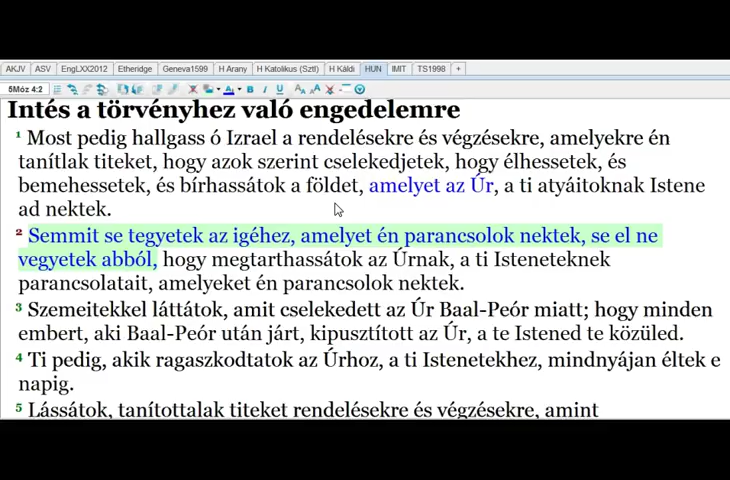 AKJV ASV EngLXX2012 Etheridge Geneva1599 H Arany H Katolikus (Sztl) H Káldi HUN IMIT TS1998 +
5Móz 4:2
Intés a törvényhez való engedelemre
1 Most pedig hallgass ó Izrael a rendelésekre és végzésekre, amelyekre én
tanítlak titeket, hogy azok szerint cselekedjetek, hogy élhessetek, és
bemehessetek, és bírhassátok a földet, amelyet az Úr, a ti atyáitoknak Istene
ad nektek.
2 Semmit se tegyetek az igéhez, amelyet én parancsolok nektek, se el ne
vegyetek abból, hogy megtarthassátok az Úrnak, a ti Isteneteknek
parancsolatait, amelyeket én parancsolok nektek.
3 Szemeitekkel láttátok, amit cselekedett az Úr Baal-Peór miatt; hogy minden
embert, aki Baal-Peór után járt, kipusztított az Úr, a te Istened te közüled.
4 Ti pedig, akik ragaszkodtatok az Úrhoz, a ti Istenetekhez, mindnyájan éltek e
napig.
5 Lássátok, tanítottalak titeket rendelésekre és végzésekre, amint